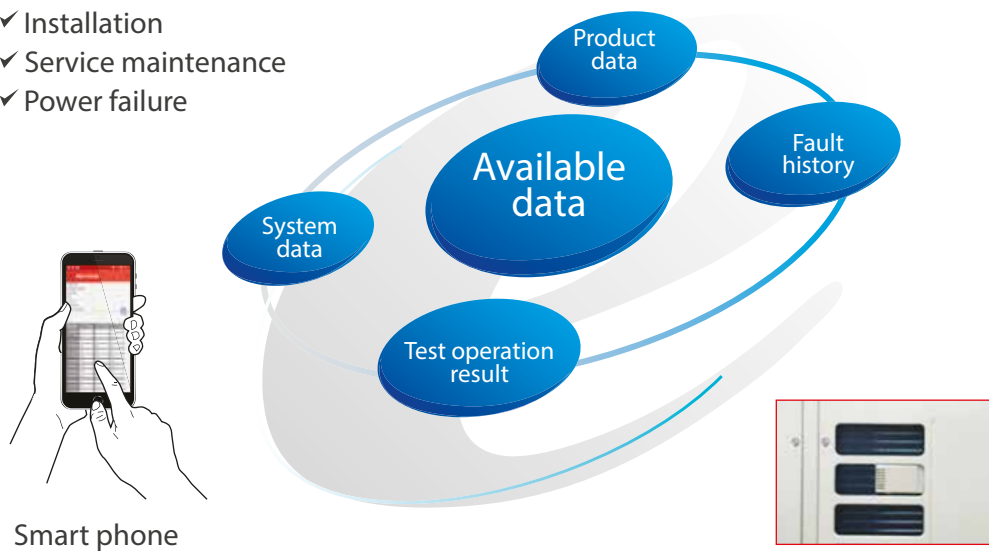 ✓ Installation
✓ Service maintenance
✓ Power failure
Product
data
Fault
history
Available
data
System
data
Test operation
result
Smart phone